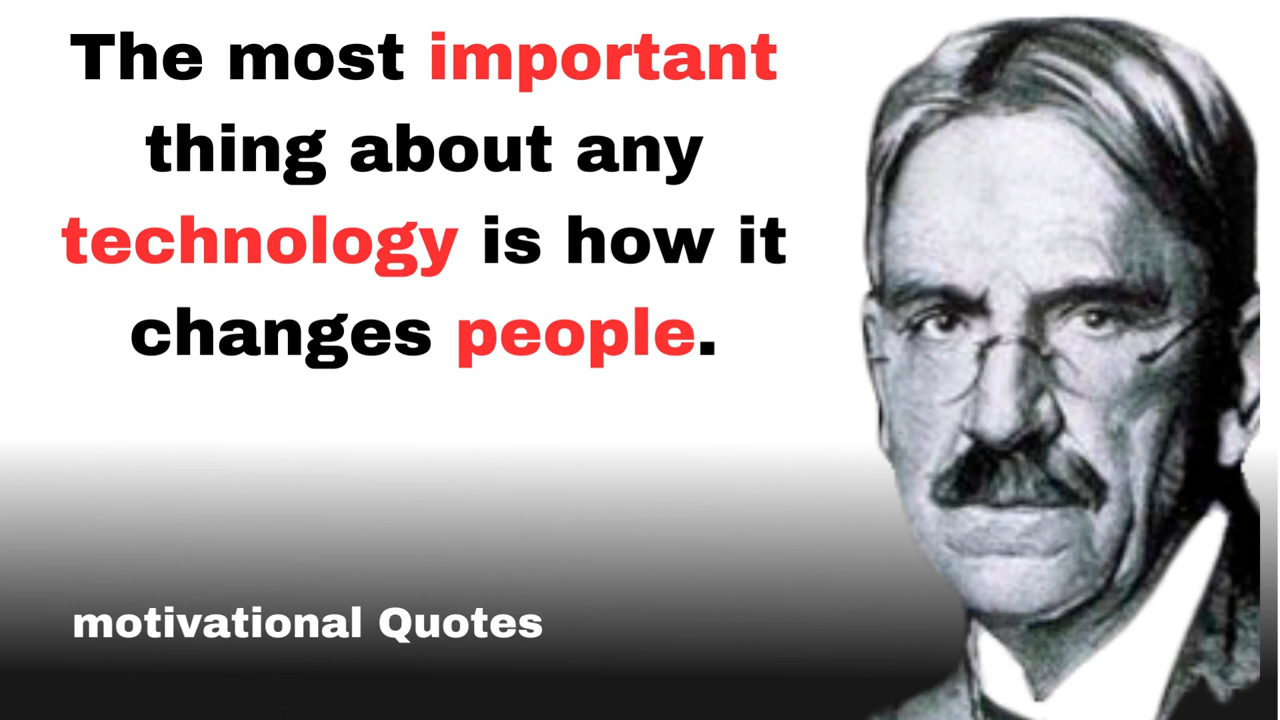 The most important
thing about any
technology is how it
changes people.
motivational Quotes